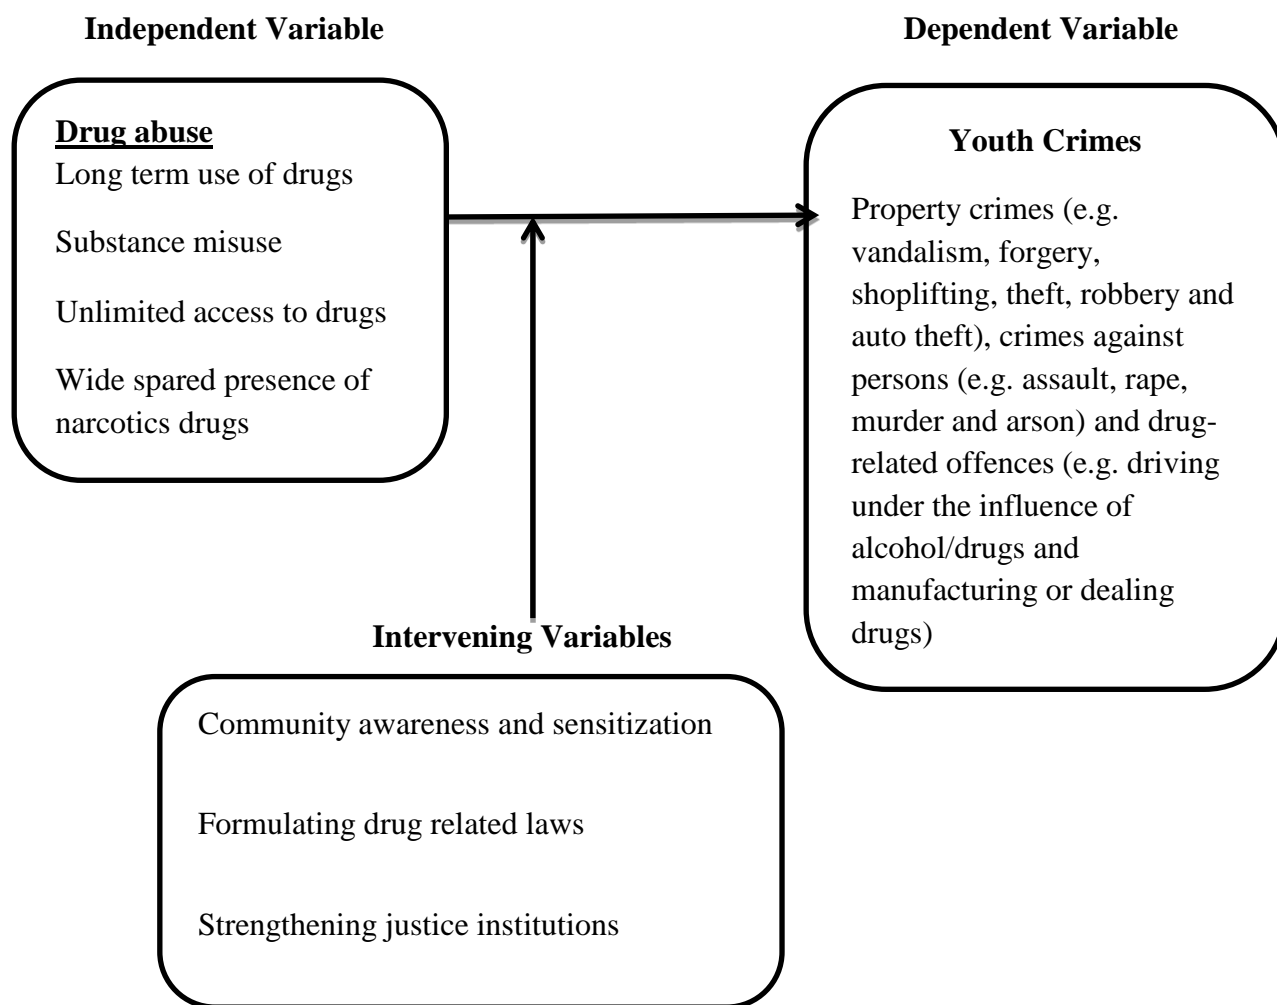 Independent Variable
Dependent Variable
Drug abuse
Long term use of drugs
Substance misuse
Unlimited access to drugs
Wide spared presence of
narcotics drugs
Youth Crimes
Property crimes (e.g.
vandalism, forgery,
shoplifting, theft, robbery and
auto theft), crimes against
persons (e.g. assault, rape,
murder and arson) and drug-
related offences (e.g. driving
under the influence of
alcohol/drugs and
manufacturing or dealing
drugs)
Intervening Variables
Community awareness and sensitization
Formulating drug related laws
Strengthening justice institutions